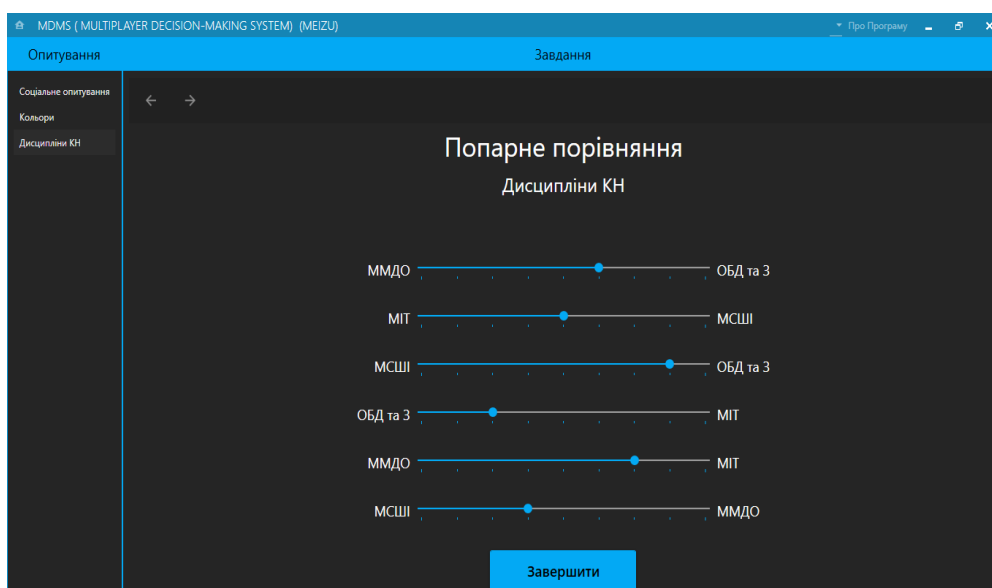 MDMS ( MULTIPLAYER DECISION-MAKING SYSTEM) (MEIZU) Про Програму
Опитування Завдання
Соціальне опитування
Кольори
Дисципліни КН
Попарне порівняння
Дисципліни КН
ММДО ОБД та З
МІТ МСШІ
МСШІ ОБД та З
ОБД та З МІТ
ММДО МІТ
МСШІ ММДО
Завершити